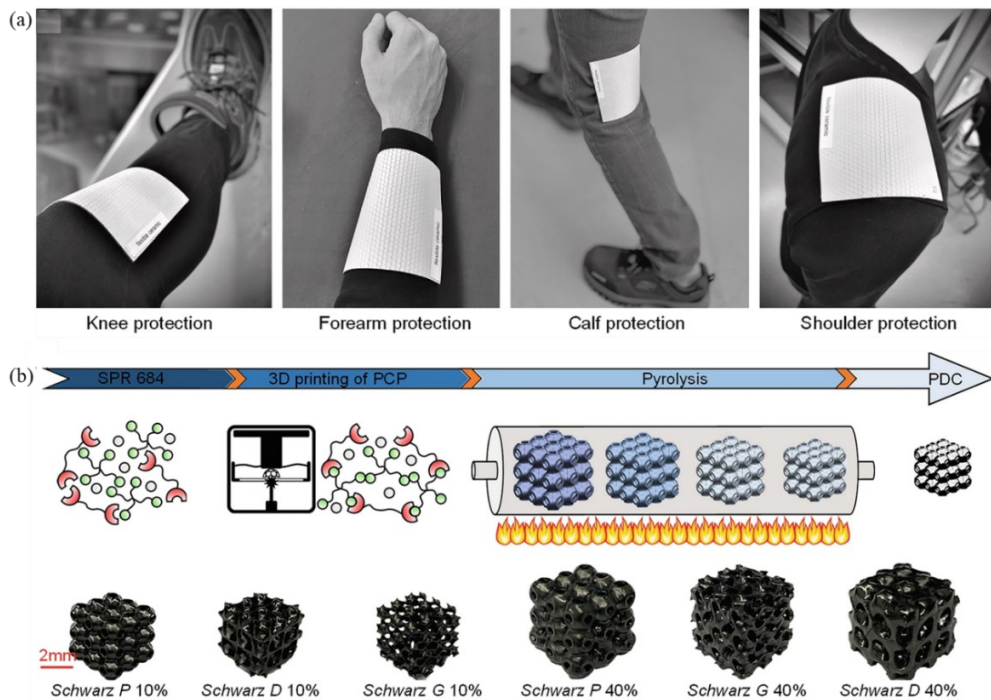 (a)
Knee protection
Forearm protection
Calf protection
Shoulder protection
(b)
SPR 684
3D printing of PCP
Pyrolysis
PDC
2mm
Schwarz P 10%
Schwarz D 10%
Schwarz G 10%
Schwarz P 40%
Schwarz G 40%
Schwarz D 40%